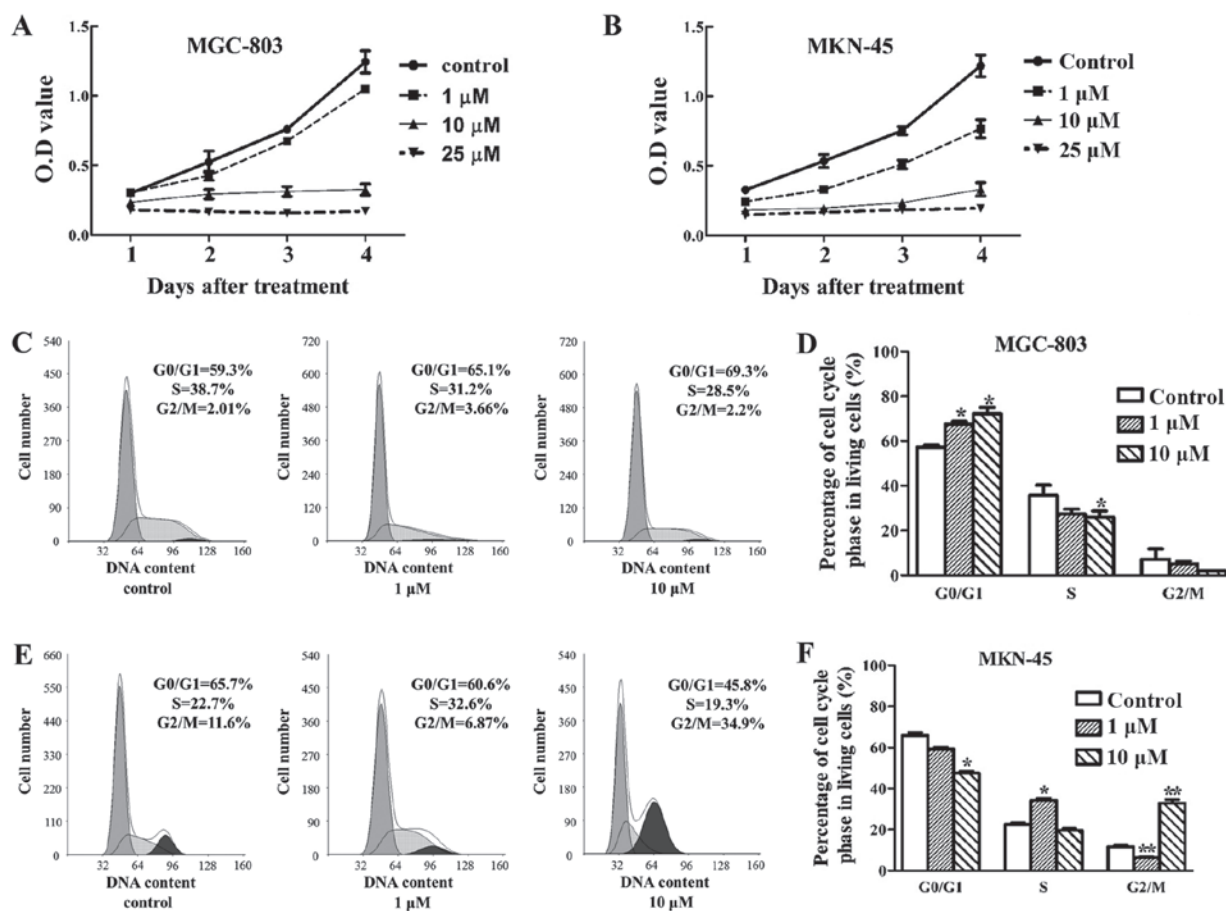 A
MGC-803
O.D value
1.5
1.0
0.5
0.0
1 2 3 4
Days after treatment
control
1 μM
10 μM
25 μM
B
MKN-45
O.D value
1.5
1.0
0.5
0.0
1 2 3 4
Days after treatment
Control
1 μM
10 μM
25 μM
C
Cell number
540
450
360
270
180
90
0
32 64 96 128 160
G0/G1=59.3%
S=38.7%
G2/M=2.01%
DNA content
control
Cell number
720
600
480
360
240
120
0
32 64 96 128 160
G0/G1=65.1%
S=31.2%
G2/M=3.66%
DNA content
1 μM
Cell number
720
600
480
360
240
120
0
32 64 96 128 160
G0/G1=69.3%
S=28.5%
G2/M=2.2%
DNA content
10 μM
D
MGC-803
Percentage of cell cycle
phase in living cells (%)
100
80
60
40
20
0
* *
*
G0/G1 S G2/M
Control
1 μM
10 μM
E
Cell number
660
550
440
330
220
110
0
32 64 96 128 160
G0/G1=65.7%
S=22.7%
G2/M=11.6%
DNA content
control
Cell number
540
450
360
270
180
90
0
32 64 96 128 160
G0/G1=60.6%
S=32.6%
G2/M=6.87%
DNA content
1 μM
Cell number
540
450
360
270
180
90
0
32 64 96 128 160
G0/G1=45.8%
S=19.3%
G2/M=34.9%
DNA content
10 μM
F
MKN-45
Percentage of cell cycle
phase in living cells (%)
100
80
60
40
20
0
*
*
** **
G0/G1 S G2/M
Control
1 μM
10 μM